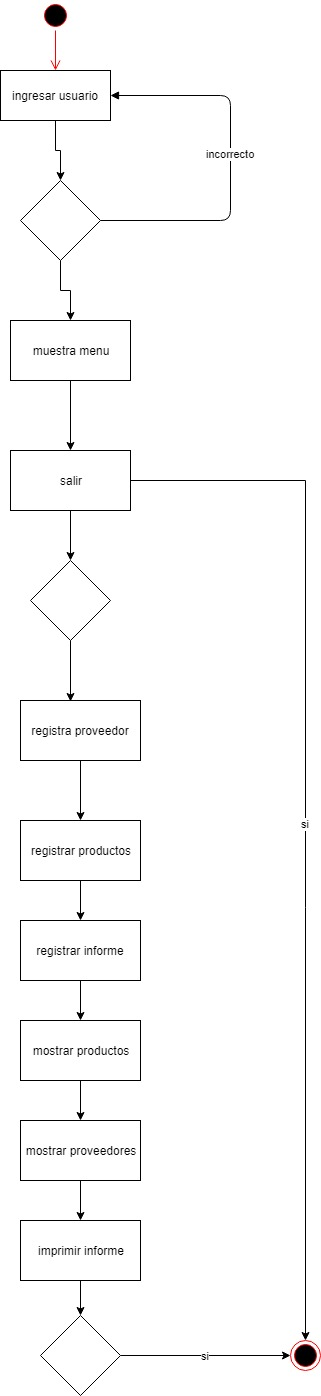 ingresar usuario
incorrecto
muestra menu
salir
registra proveedor
si
registrar productos
registrar informe
mostrar productos
mostrar proveedores
imprimir informe
si